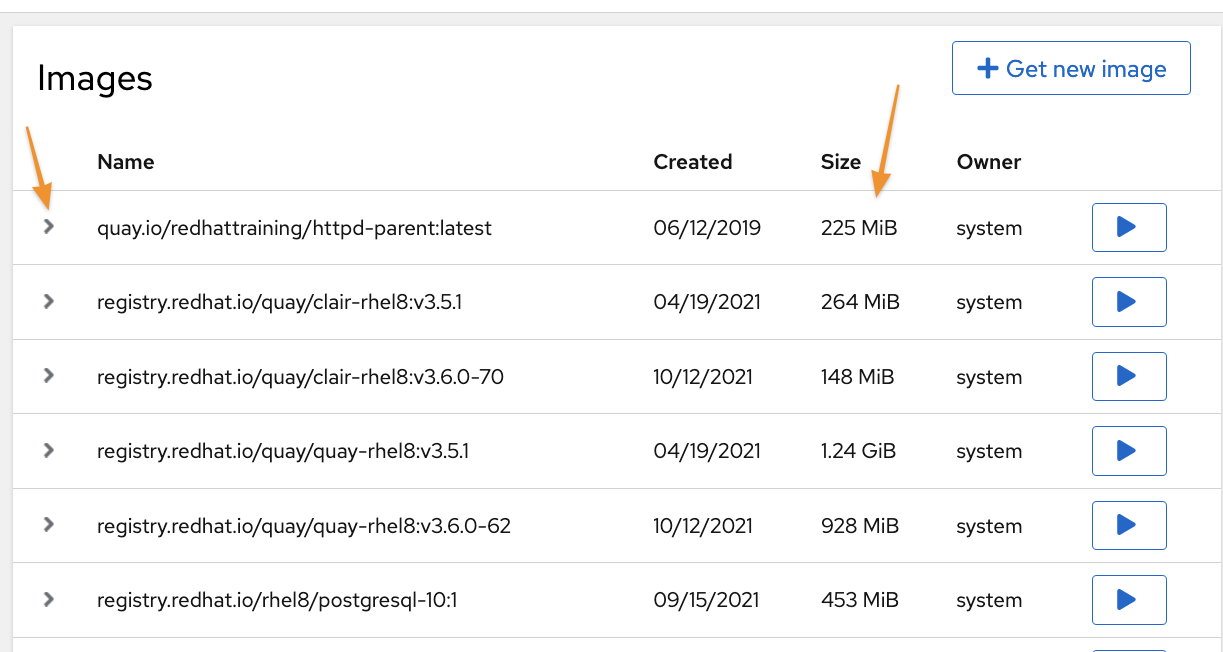 Images
Get new image
Name Created Size Owner
quay.io/redhattraining/httpd-parent:latest 06/12/2019 225 MiB system
registry.redhat.io/quay/clair-rhel8:v3.5.1 04/19/2021 264 MiB system
registry.redhat.io/quay/clair-rhel8:v3.6.0-70 10/12/2021 148 MiB system
registry.redhat.io/quay/quay-rhel8:v3.5.1 04/19/2021 1.24 GiB system
registry.redhat.io/quay/quay-rhel8:v3.6.0-62 10/12/2021 928 MiB system
registry.redhat.io/rhel8/postgresql-10:1 09/15/2021 453 MiB system